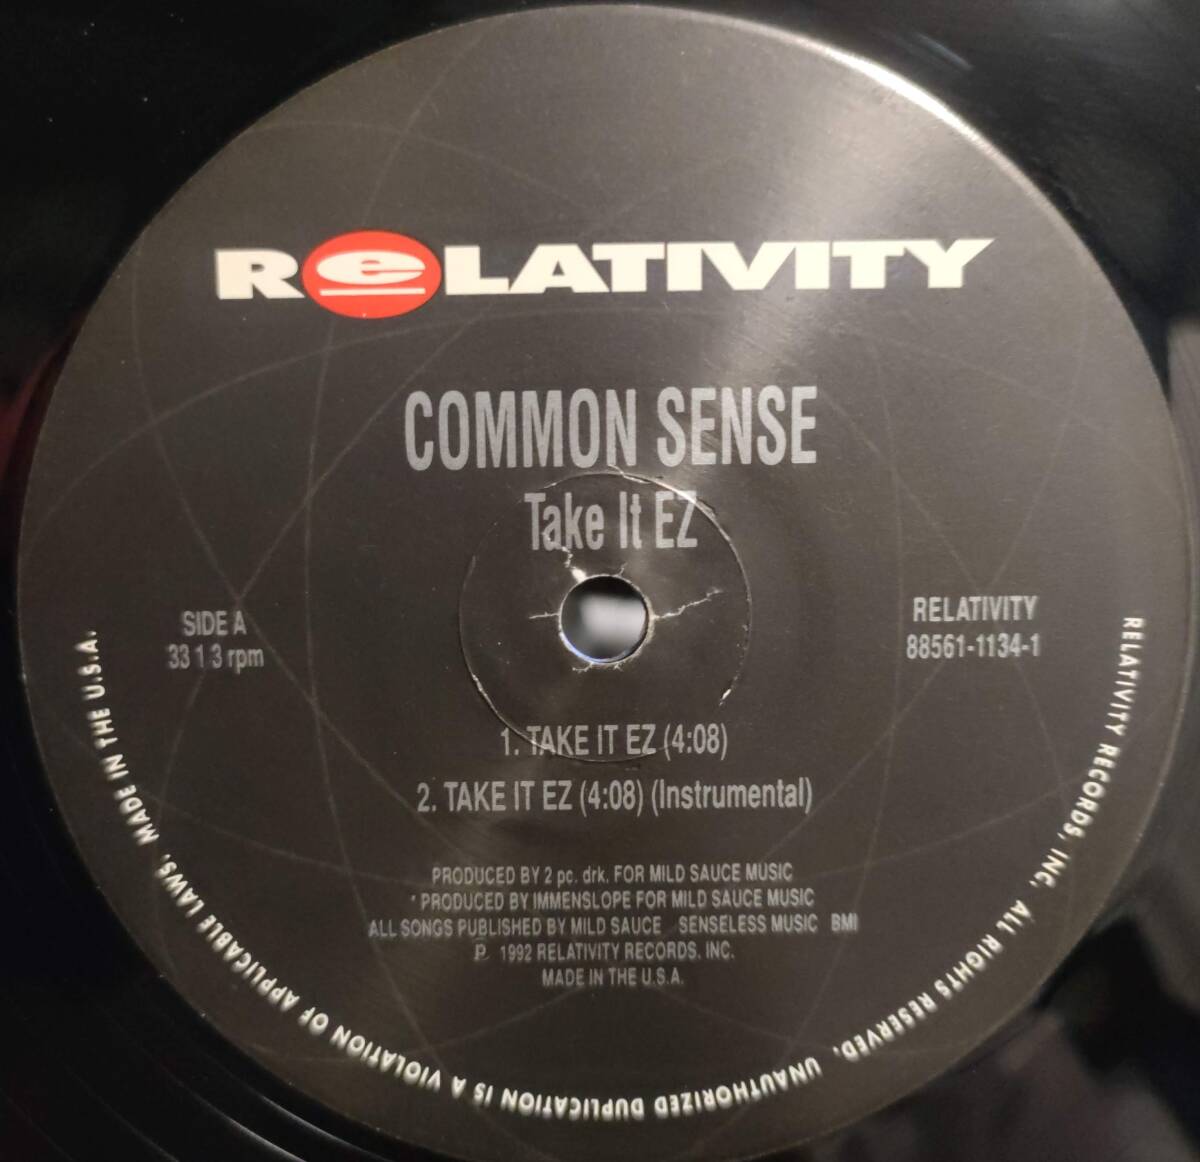 ReLATIVITY
COMMON SENSE
Take It EZ
SIDE A
33 1 3 rpm
RELATIVITY
88561-1134-1
1. TAKE IT EZ (4:08)
2. TAKE IT EZ (4:08) (Instrumental)
PRODUCED BY 2 pc. drk. FOR MILD SAUCE MUSIC
* PRODUCED BY IMMENSLOPE FOR MILD SAUCE MUSIC
ALL SONGS PUBLISHED BY MILD SAUCE SENSELESS MUSIC BMI
℗ 1992 RELATIVITY RECORDS, INC.
MADE IN THE U.S.A.
RELATIVITY RECORDS, INC. ALL RIGHTS RESERVED. UNAUTHORIZED DUPLICATION IS A VIOLATION OF APPLICABLE LAWS. MADE IN THE U.S.A.